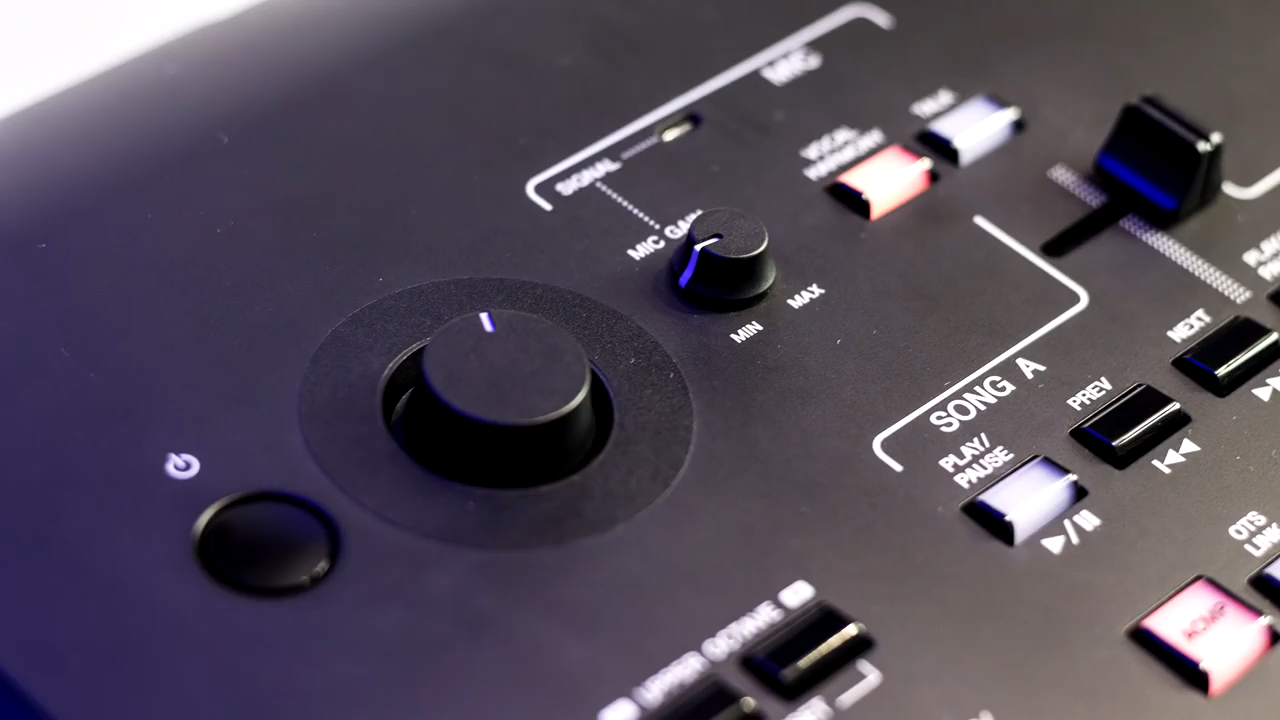 MIC
SIGNAL
MIC GAIN
MIN
MAX
VOCAL
HARMONY
TALK
SONG A
PLAY/
PAUSE
PREV
NEXT
OTS
LINK
ACMP
UPPER OCTAVE